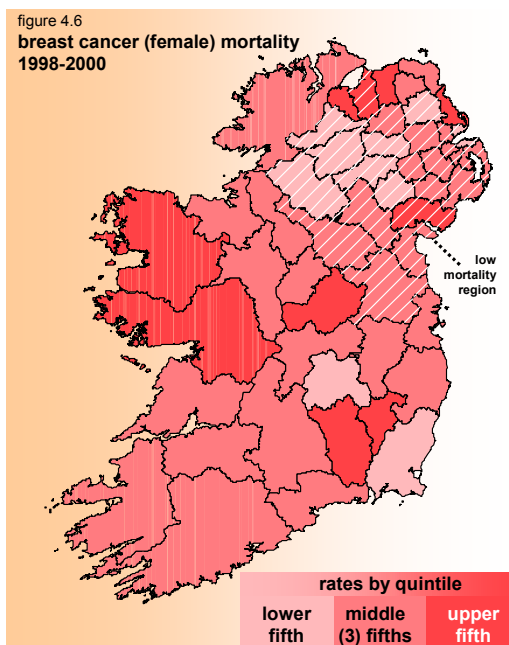 figure 4.6
breast cancer (female) mortality
1998-2000
low
mortality
region
rates by quintile
lower
fifth
middle
(3) fifths
upper
fifth